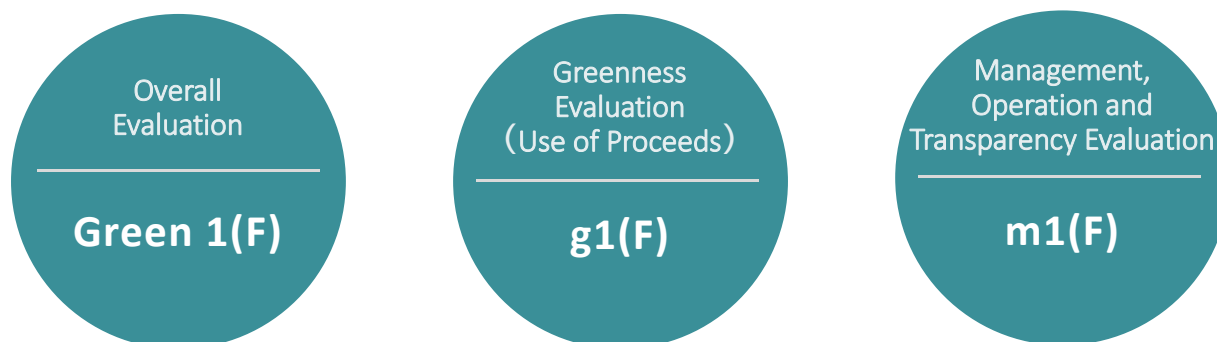 Overall
Evaluation
Green 1(F)
Greenness
Evaluation
（Use of Proceeds）
g1(F)
Management,
Operation and
Transparency Evaluation
m1(F)